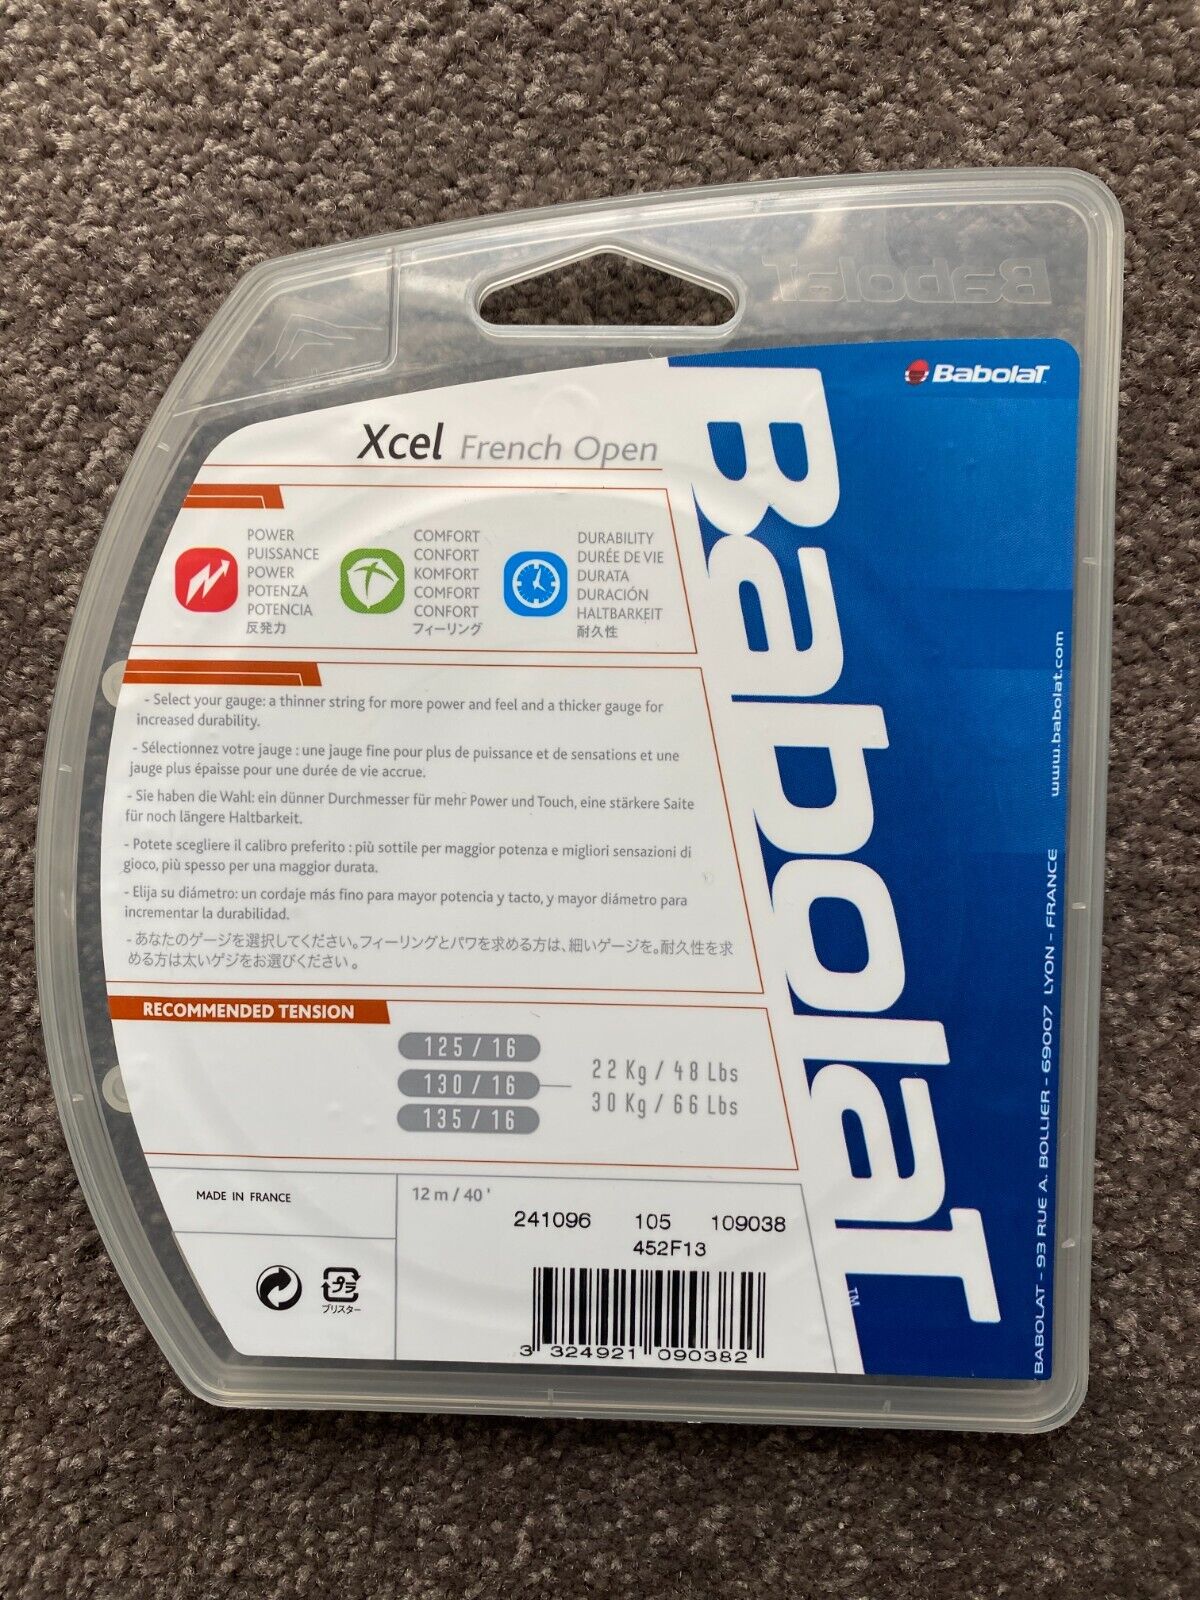 BabolaT
BabolaT
Xcel French Open
POWER
PUISSANCE
POWER
POTENZA
POTENCIA
反発力
COMFORT
CONFORT
KOMFORT
COMFORT
CONFORT
フィーリング
DURABILITY
DURÉE DE VIE
DURATA
DURACIÓN
HALTBARKEIT
耐久性
- Select your gauge: a thinner string for more power and feel and a thicker gauge for
increased durability.
- Sélectionnez votre jauge : une jauge fine pour plus de puissance et de sensations et une
jauge plus épaisse pour une durée de vie accrue.
- Sie haben die Wahl: ein dünner Durchmesser für mehr Power und Touch, eine stärkere Saite
für noch längere Haltbarkeit.
- Potete scegliere il calibro preferito : più sottile per maggior potenza e migliori sensazioni di
gioco, più spesso per una maggior durata.
- Elija su diámetro: un cordaje más fino para mayor potencia y tacto, y mayor diámetro para
incrementar la durabilidad.
- あなたのゲージを選択してください。フィーリングとパワを求める方は、細いゲージを。耐久性を求
める方は太いゲジをお選びください 。
RECOMMENDED TENSION
125 / 16
130 / 16
135 / 16
22 Kg / 48 Lbs
30 Kg / 66 Lbs
MADE IN FRANCE
12 m / 40 '
241096 105 109038
452F13
3 324921 090382
プラ
ブリスター
BabolaT™
BABOLAT - 93 RUE A. BOLLIER - 69007 LYON - FRANCE www.babolat.com